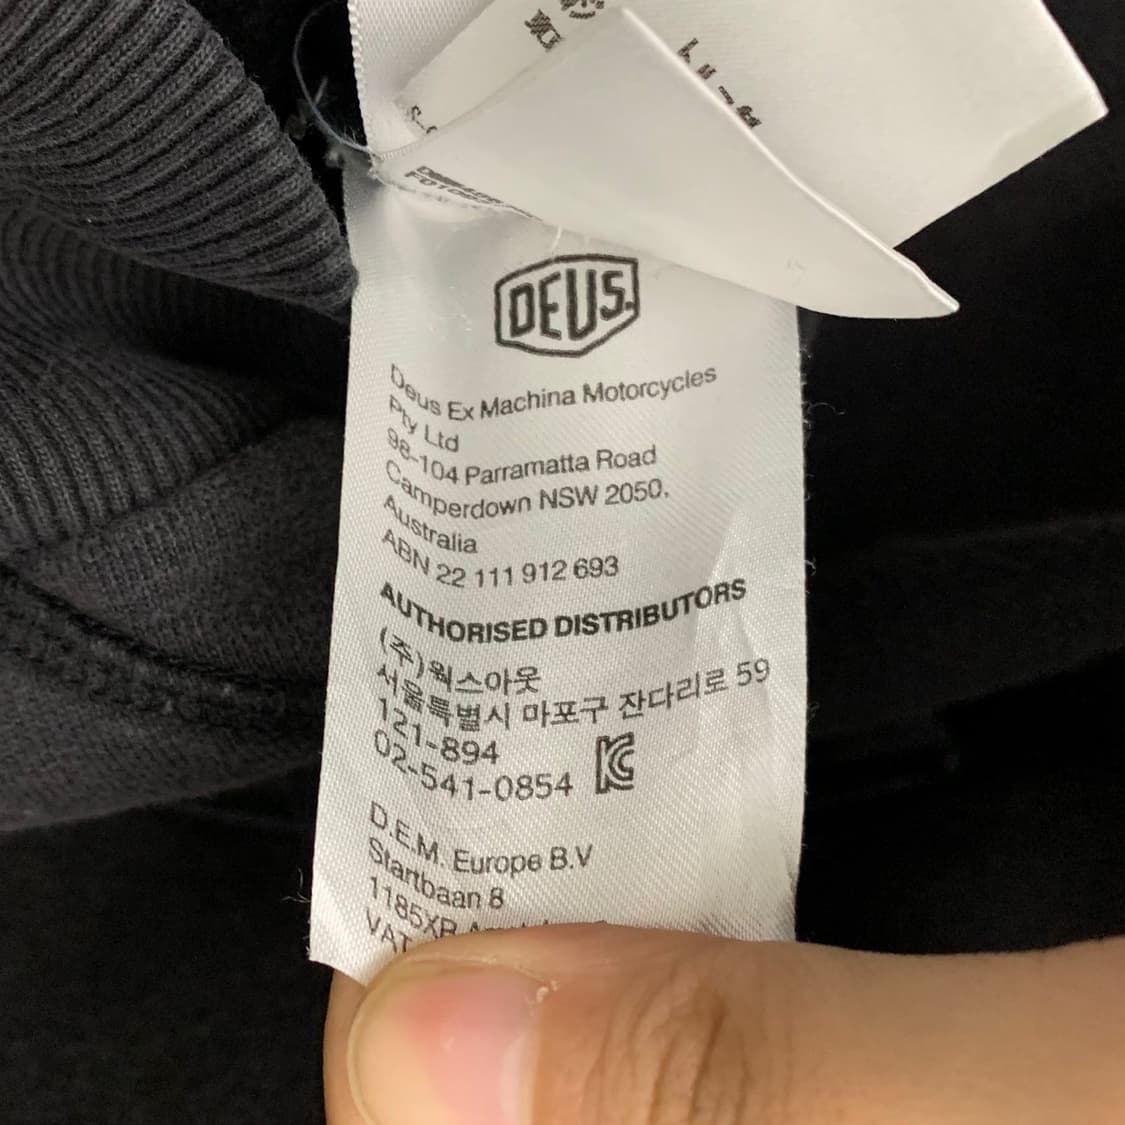 DEUS.
Deus Ex Machina Motorcycles
Pty Ltd
98-104 Parramatta Road
Camperdown NSW 2050,
Australia
ABN 22 111 912 693
AUTHORISED DISTRIBUTORS
(주)웍스아웃
서울특별시 마포구 잔다리로 59
121-894
02-541-0854
D.E.M. Europe B.V
Startbaan 8
1185XR
VAT